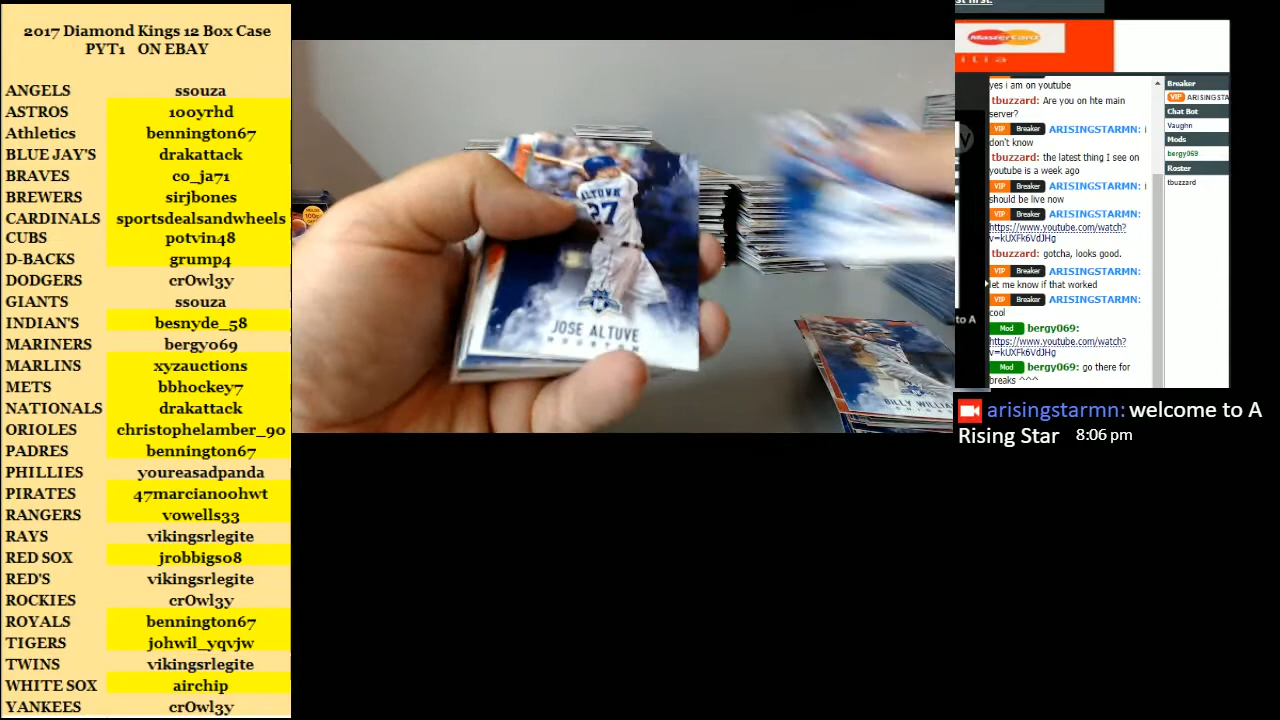 2017 Diamond Kings 12 Box Case
PYT1 ON EBAY
ANGELS ssouza
ASTROS 100yrhd
Athletics bennington67
BLUE JAY'S drakattack
BRAVES co_ja71
BREWERS sirjbones
CARDINALS sportsdealsandwheels
CUBS potvin48
D-BACKS grump4
DODGERS crOwl3y
GIANTS ssouza
INDIAN'S besnyde_58
MARINERS bergy069
MARLINS xyzauctions
METS bbhockey7
NATIONALS drakattack
ORIOLES christophelamber_90
PADRES bennington67
PHILLIES youreasadpanda
PIRATES 47marcianoohwt
RANGERS vowells33
RAYS vikingsrlegite
RED SOX jrobbigs08
RED'S vikingsrlegite
ROCKIES crOwl3y
ROYALS bennington67
TIGERS johwil_yqvjw
TWINS vikingsrlegite
WHITE SOX airchip
YANKEES crOwl3y
ALTUVE
27
JOSE ALTUVE
HOUSTON
BILLY
MasterCard
yes i am on youtube
tbuzzard: Are you on hte main
server?
VIP Breaker ARISINGSTARMN: i
don't know
tbuzzard: the latest thing I see on
youtube is a week ago
VIP Breaker ARISINGSTARMN: i
should be live now
VIP Breaker ARISINGSTARMN:
https://www.youtube.com/watch?
v=kUXFk6VdJHg
tbuzzard: gotcha, looks good.
VIP Breaker ARISINGSTARMN:
let me know if that worked
VIP Breaker ARISINGSTARMN:
cool
Mod bergy069:
https://www.youtube.com/watch?
v=kUXFk6VdJHg
Mod bergy069: go there for
breaks ^^^
to A
Breaker
VIP ARISINGSTA
Chat Bot
Vaughn
Mods
bergy069
Roster
tbuzzard
arisingstarmn: welcome to A
Rising Star 8:06 pm